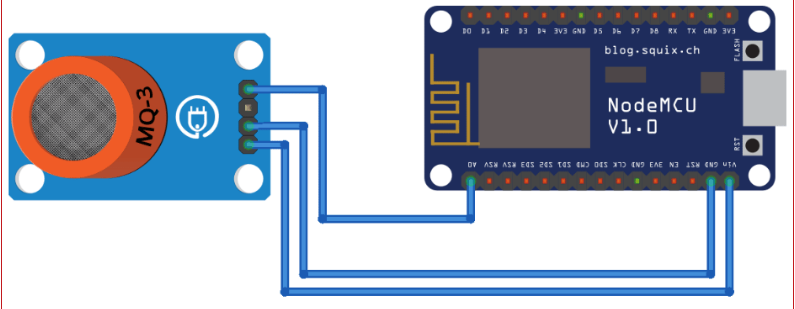 MQ-3
D0 D1 D2 D3 D4 3V3 GND D5 D6 D7 D8 RX TX GND 3V3
blog.squix.ch
FLASH
NodeMCU
V1.0
RST
A0 RSV RSV SD3 SD2 SD1 CMD SD0 CLK GND 3V3 EN RST GND Vin